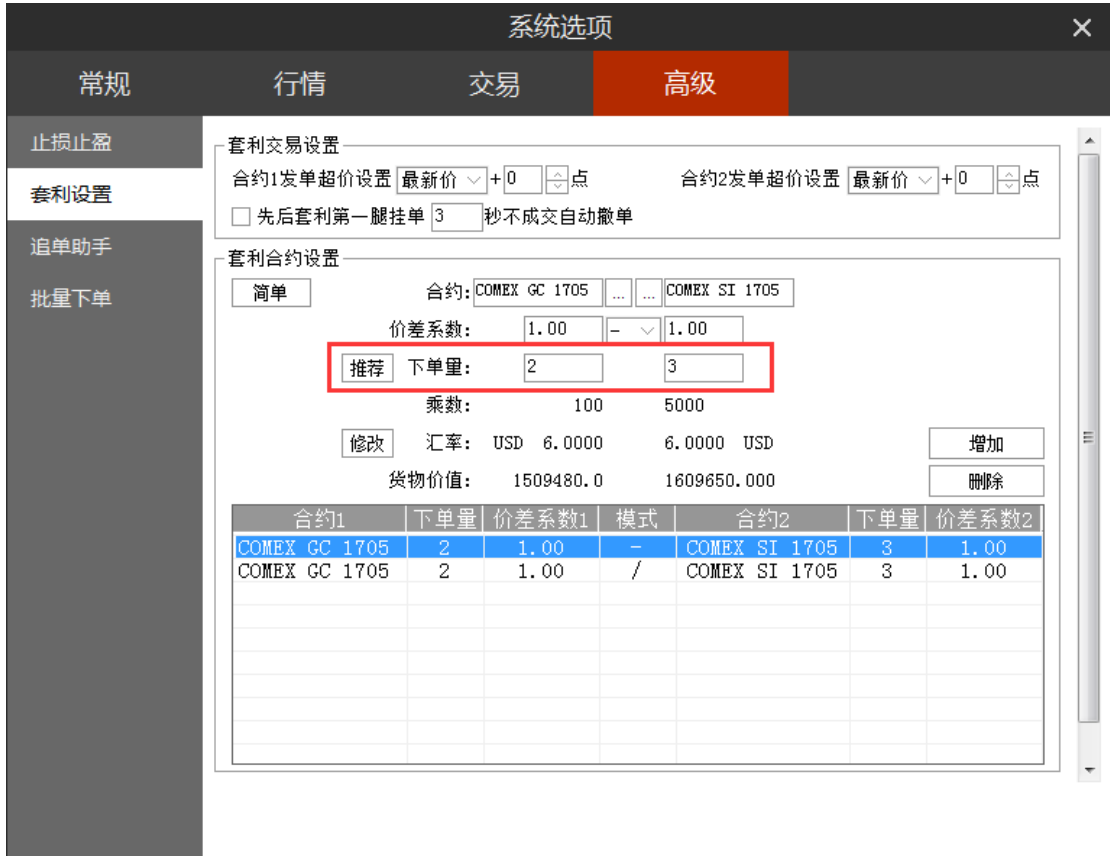 系统选项
常规 行情 交易 高级
止损止盈
套利设置
追单助手
批量下单
套利交易设置
合约1发单超价设置 最新价 +0 点 合约2发单超价设置 最新价 +0 点
先后套利第一腿挂单 3 秒不成交自动撤单
套利合约设置
简单 合约: COMEX GC 1705 ... ... COMEX SI 1705
价差系数: 1.00 - 1.00
推荐 下单量: 2 3
乘数: 100 5000
修改 汇率: USD 6.0000 6.0000 USD 增加
货物价值: 1509480.0 1609650.000 删除
合约1 下单量 价差系数1 模式 合约2 下单量 价差系数2
COMEX GC 1705 2 1.00 - COMEX SI 1705 3 1.00
COMEX GC 1705 2 1.00 / COMEX SI 1705 3 1.00